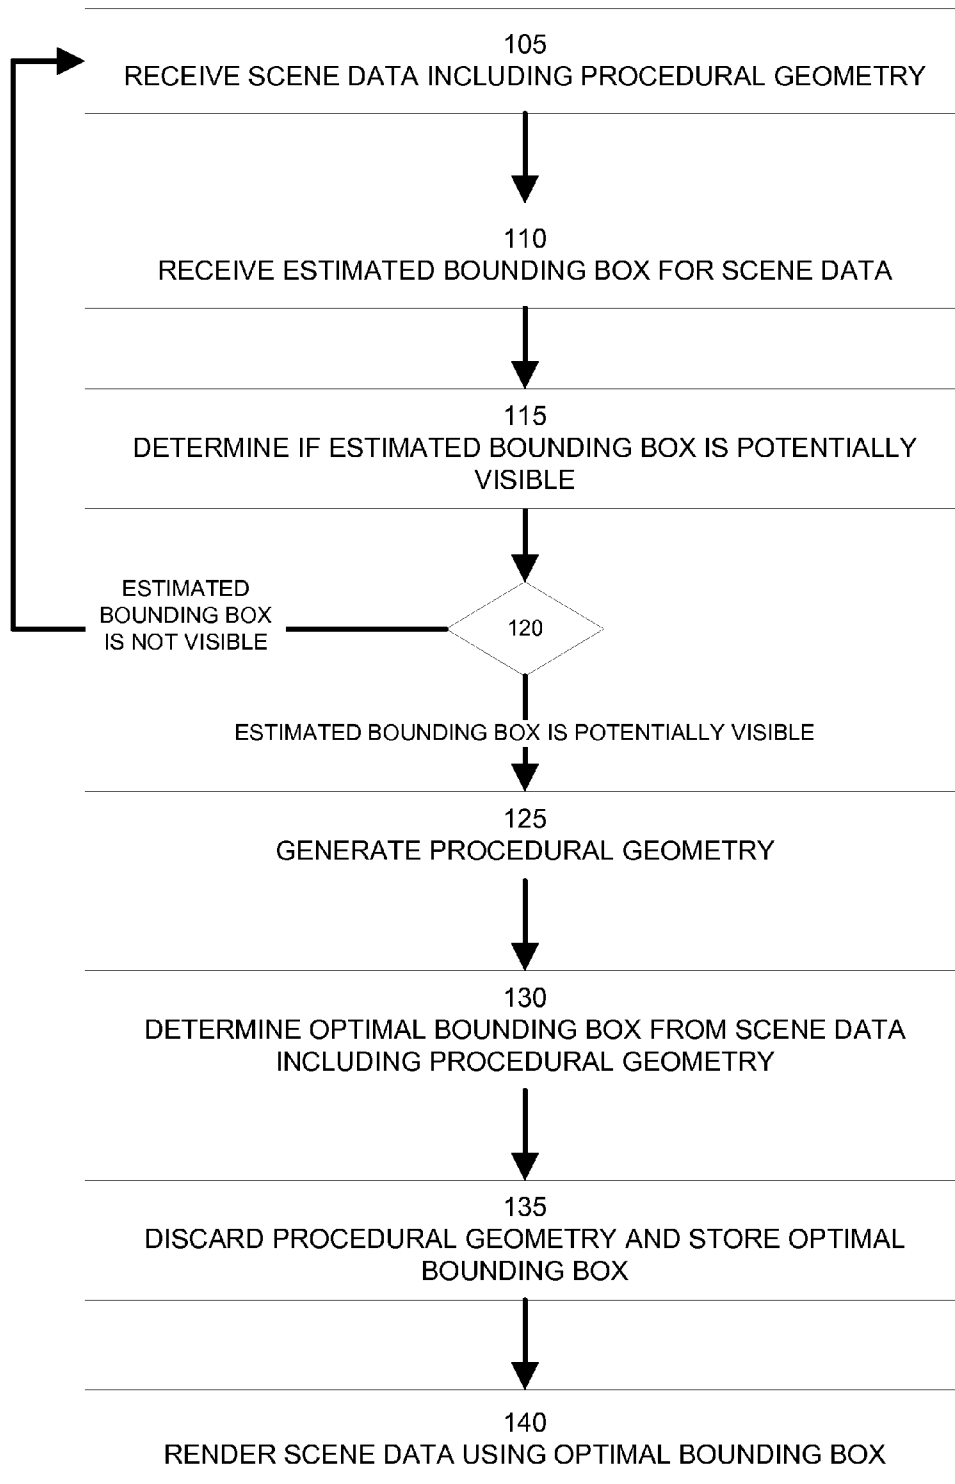 105
RECEIVE SCENE DATA INCLUDING PROCEDURAL GEOMETRY
110
RECEIVE ESTIMATED BOUNDING BOX FOR SCENE DATA
115
DETERMINE IF ESTIMATED BOUNDING BOX IS POTENTIALLY
VISIBLE
ESTIMATED
BOUNDING BOX
IS NOT VISIBLE
120
ESTIMATED BOUNDING BOX IS POTENTIALLY VISIBLE
125
GENERATE PROCEDURAL GEOMETRY
130
DETERMINE OPTIMAL BOUNDING BOX FROM SCENE DATA
INCLUDING PROCEDURAL GEOMETRY
135
DISCARD PROCEDURAL GEOMETRY AND STORE OPTIMAL
BOUNDING BOX
140
RENDER SCENE DATA USING OPTIMAL BOUNDING BOX